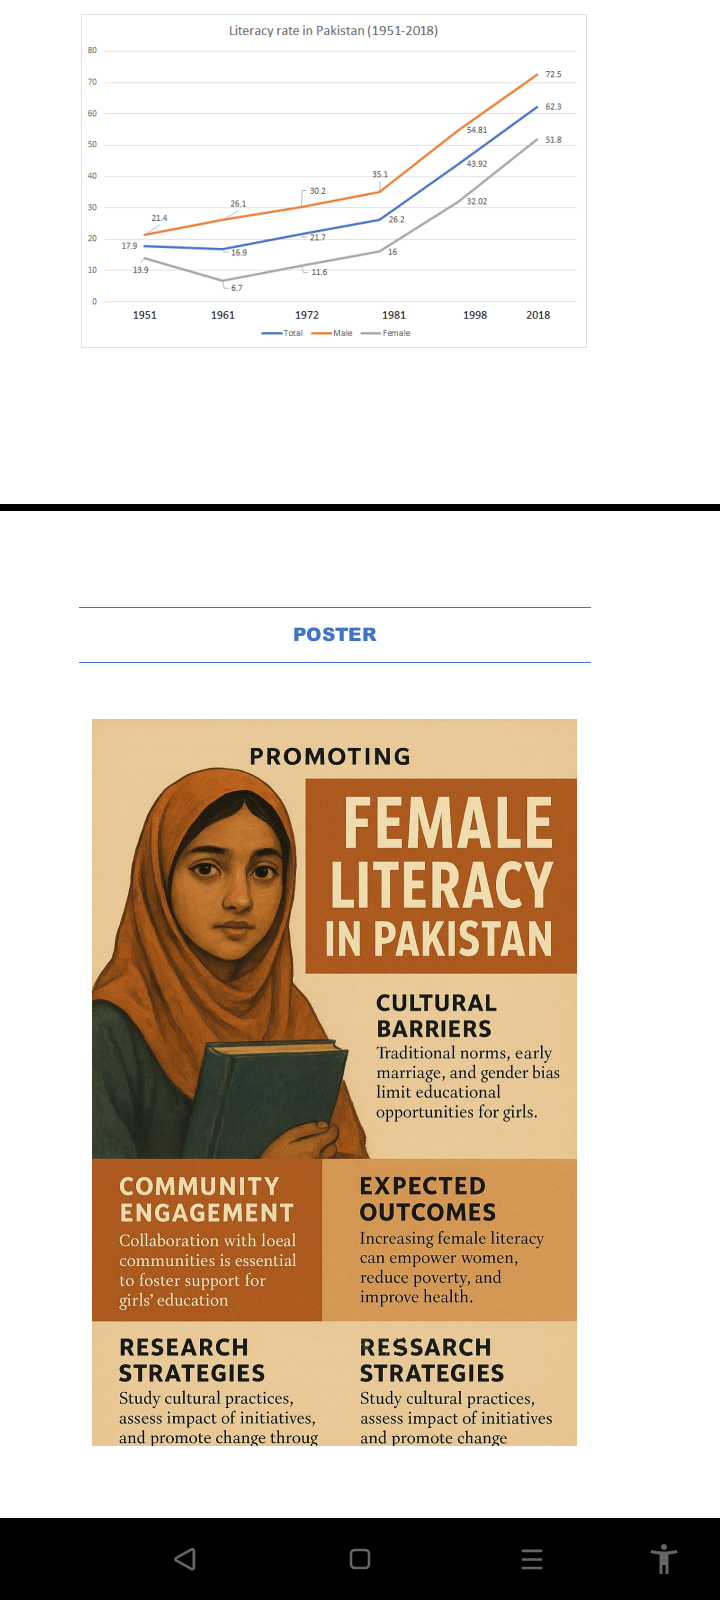 Literacy rate in Pakistan (1951-2018)
80
70
60
50
40
30
20
10
0
21.4
26.1
30.2
35.1
54.81
72.5
17.9
16.9
21.7
26.2
43.92
62.3
13.9
6.7
11.6
16
32.02
51.8
1951 1961 1972 1981 1998 2018
Total Male Female
POSTER
PROMOTING
FEMALE
LITERACY
IN PAKISTAN
CULTURAL
BARRIERS
Traditional norms, early
marriage, and gender bias
limit educational
opportunities for girls.
COMMUNITY
ENGAGEMENT
Collaboration with loeal
communities is essential
to foster support for
girls' education
EXPECTED
OUTCOMES
Increasing female literacy
can empower women,
reduce poverty, and
improve health.
RESEARCH
STRATEGIES
Study cultural practices,
assess impact of initiatives,
and promote change throug
RESSARCH
STRATEGIES
Study cultural practices,
assess impact of initiatives
and promote change